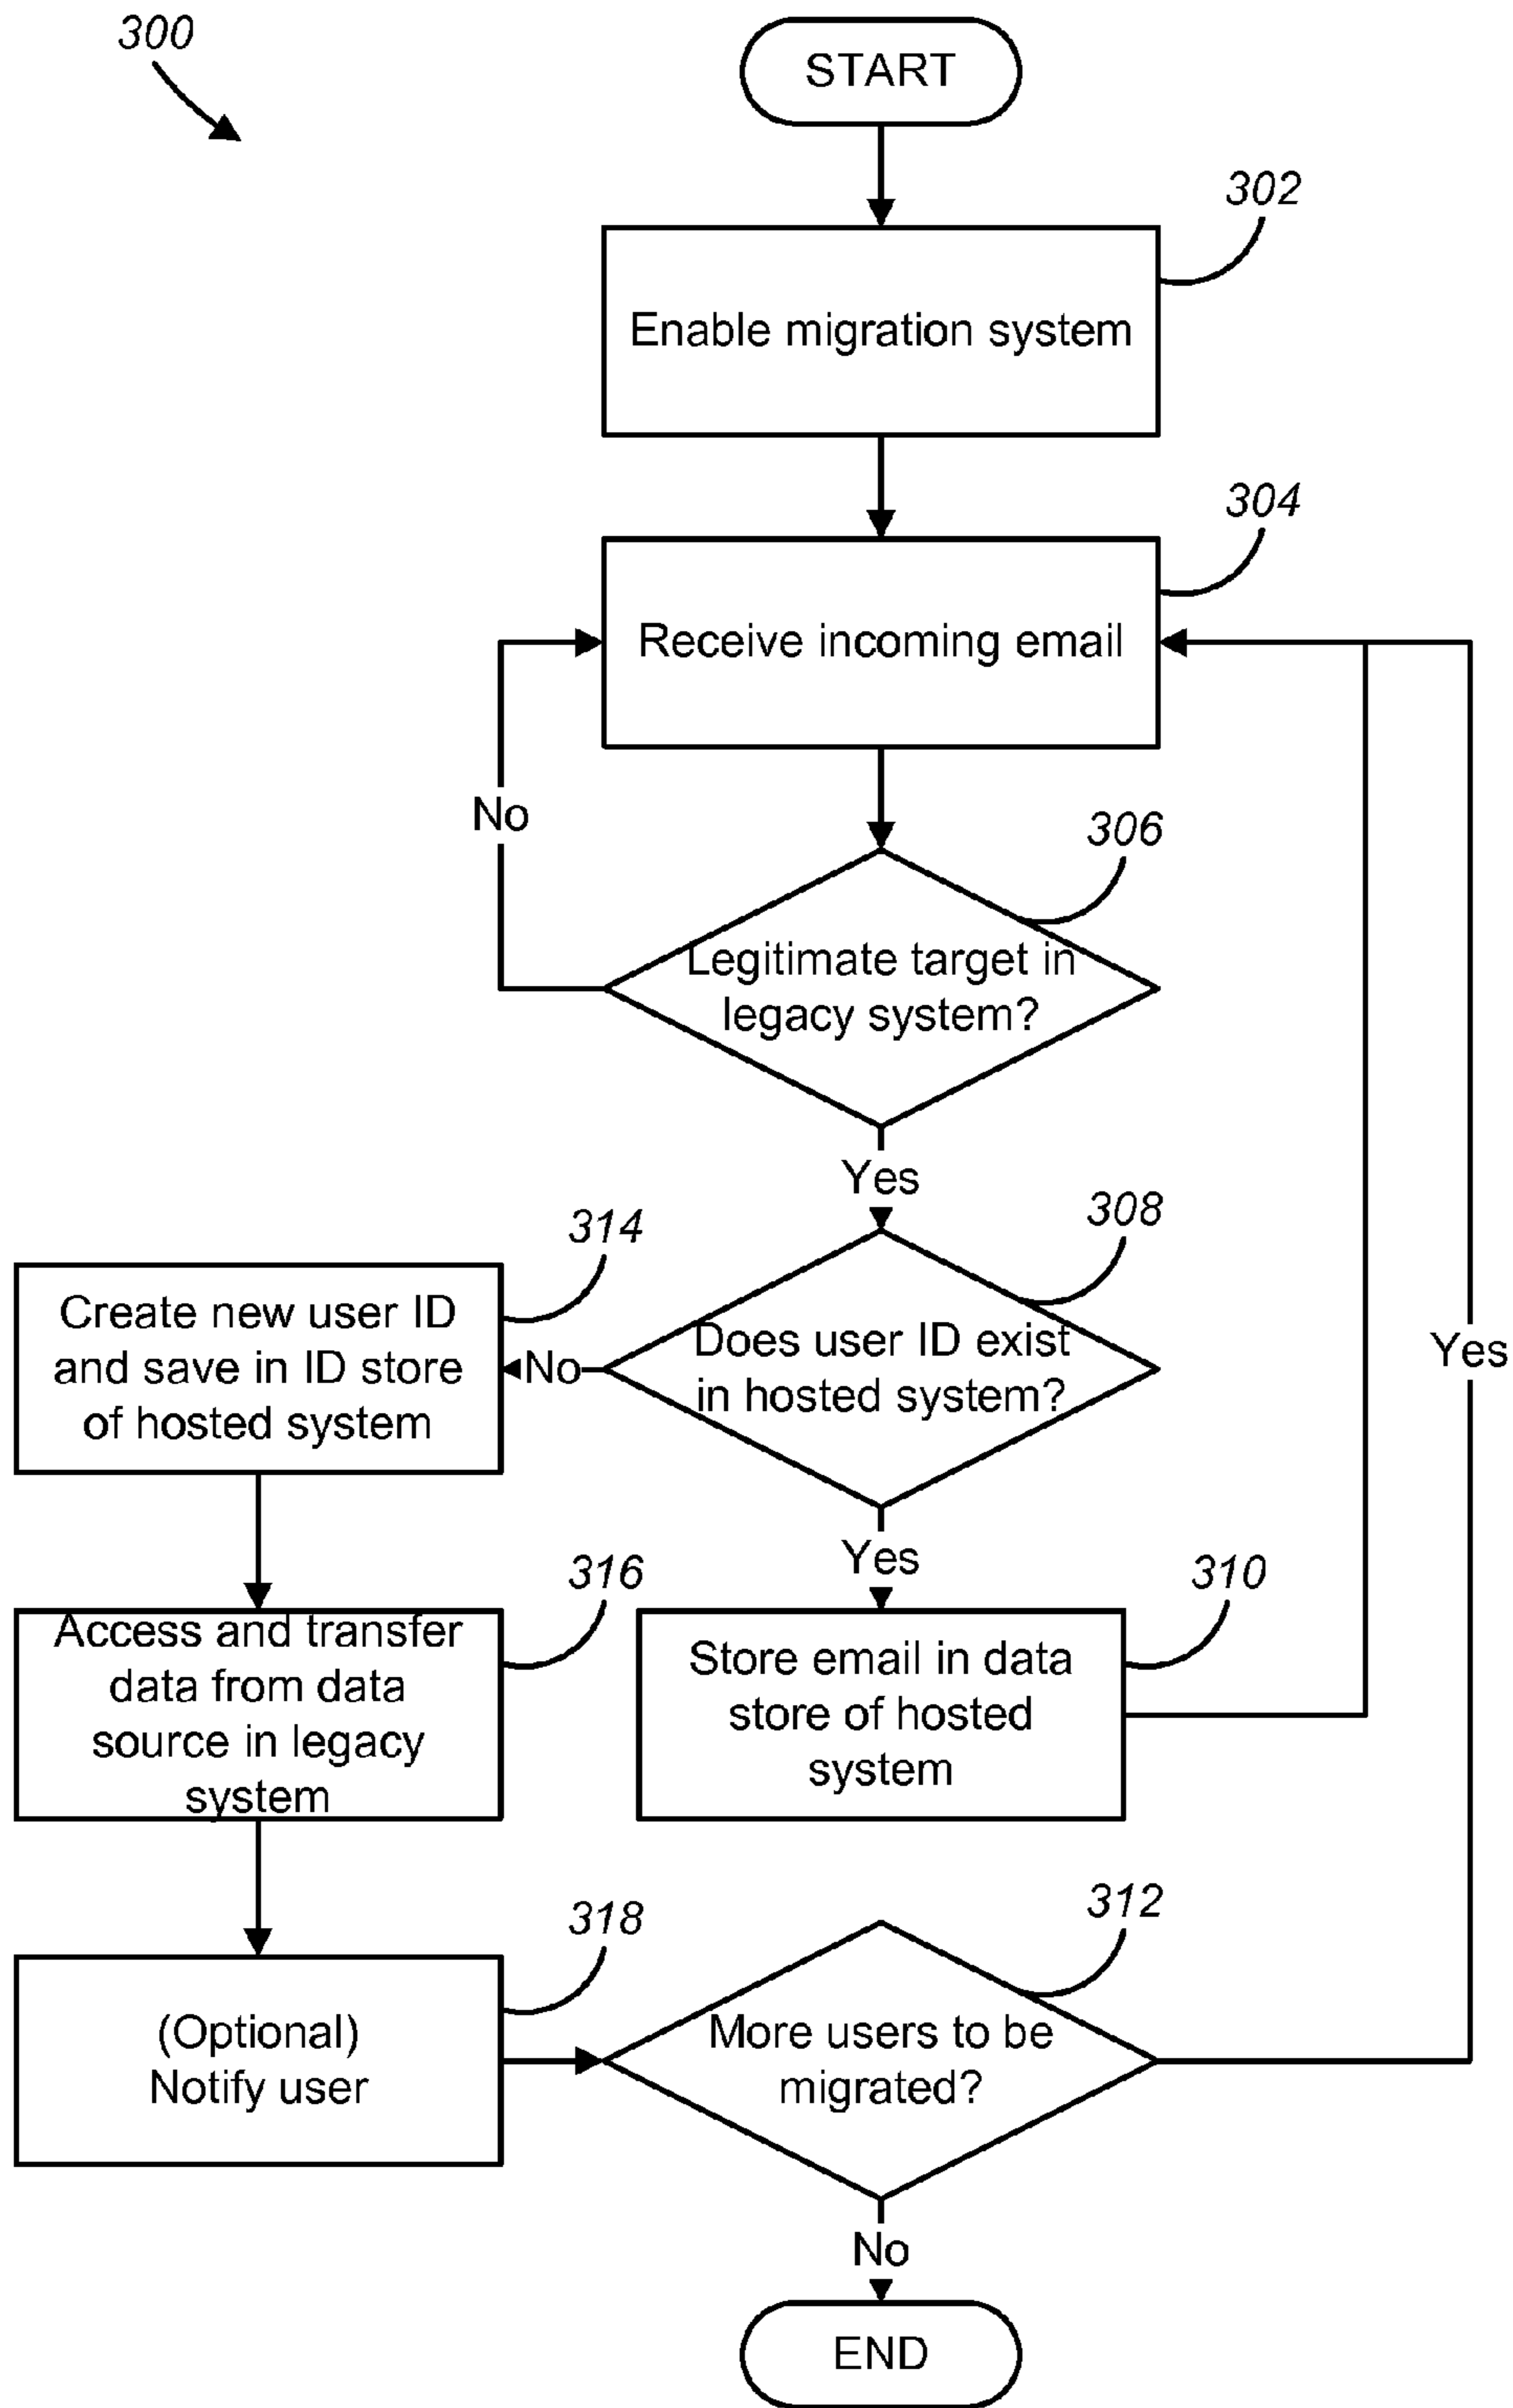 300
START
302
Enable migration system
304
Receive incoming email
No
306
Legitimate target in
legacy system?
Yes
308
Does user ID exist
in hosted system?
No
314
Create new user ID
and save in ID store
of hosted system
Yes
Yes
316
Access and transfer
data from data
source in legacy
system
310
Store email in data
store of hosted
system
318
(Optional)
Notify user
312
More users to be
migrated?
No
END